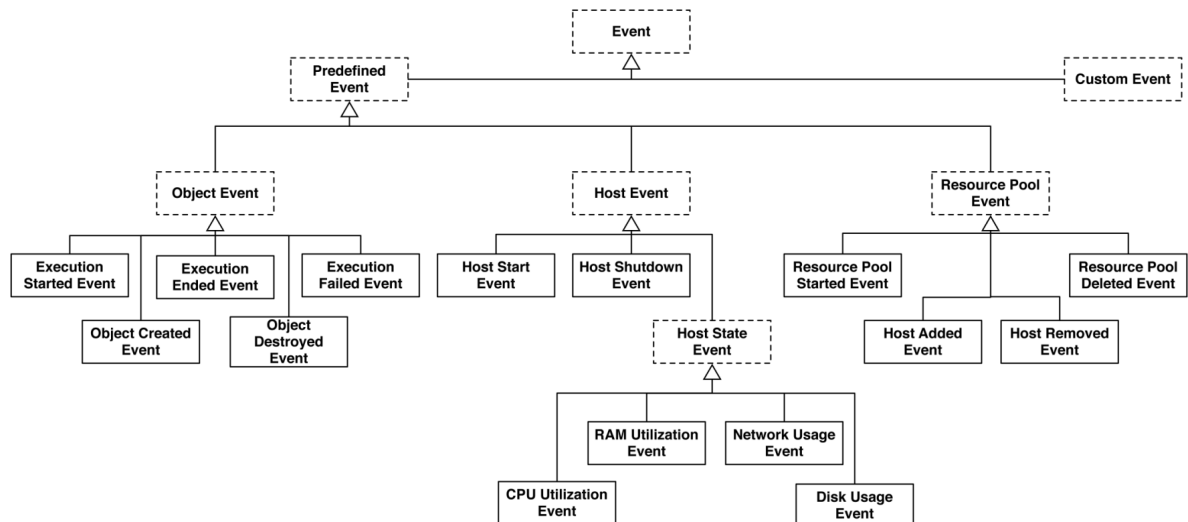 Event
Predefined
Event
Custom Event
Object Event
Host Event
Resource Pool
Event
Execution
Started Event
Execution
Ended Event
Execution
Failed Event
Host Start
Event
Host Shutdown
Event
Resource Pool
Started Event
Resource Pool
Deleted Event
Object Created
Event
Object
Destroyed
Event
Host State
Event
Host Added
Event
Host Removed
Event
RAM Utilization
Event
Network Usage
Event
CPU Utilization
Event
Disk Usage
Event